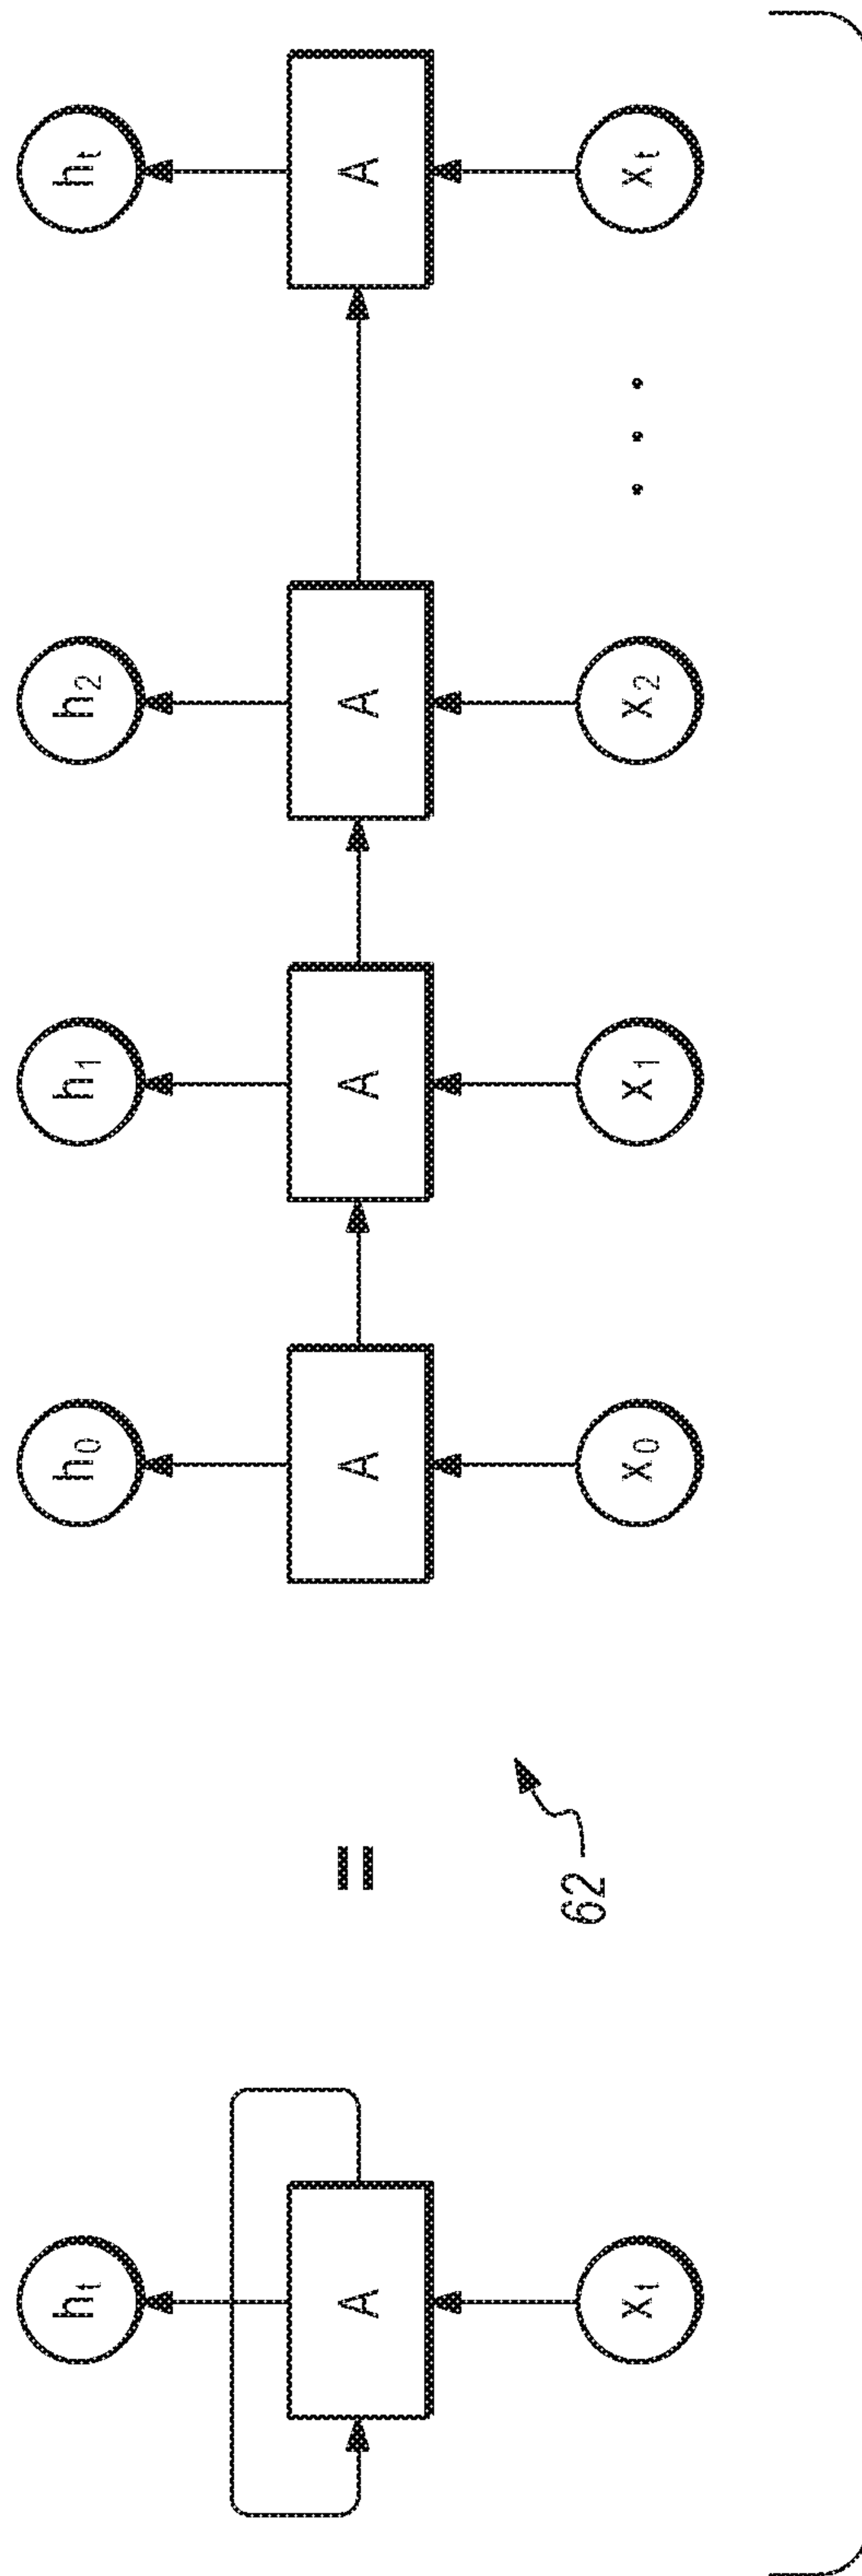 hₜ = h₀ h₁ h₂ hₜ
A A A A A
xₜ x₀ x₁ x₂ . . . xₜ
62